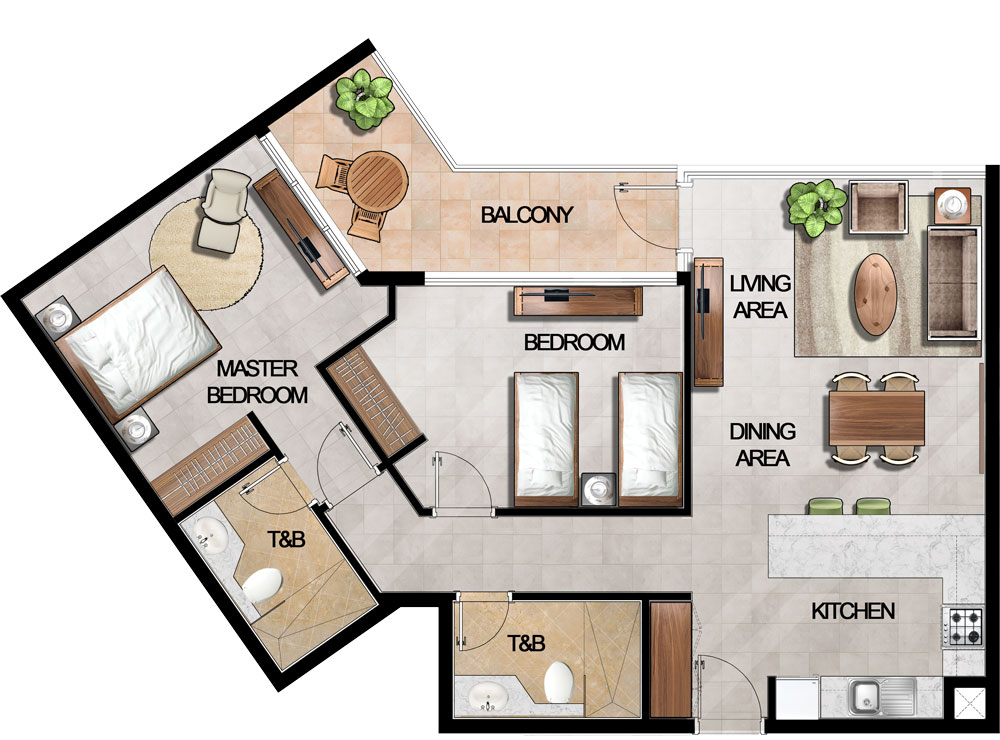 BALCONY
LIVING
AREA
BEDROOM
MASTER
BEDROOM
DINING
AREA
T&B
KITCHEN
T&B